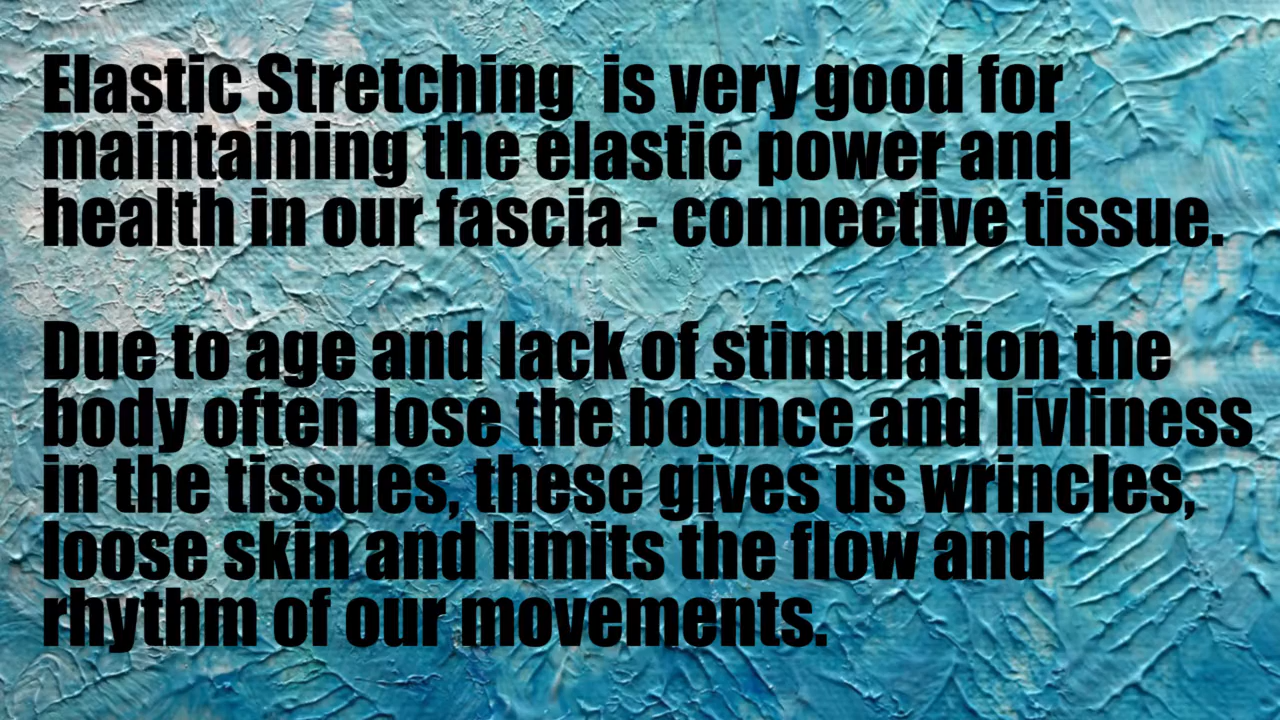 Elastic Stretching  is very good for
maintaining the elastic power and
health in our fascia - connective tissue.
Due to age and lack of stimulation the
body often lose the bounce and livliness
in the tissues, these gives us wrincles,
loose skin and limits the flow and
rhythm of our movements.